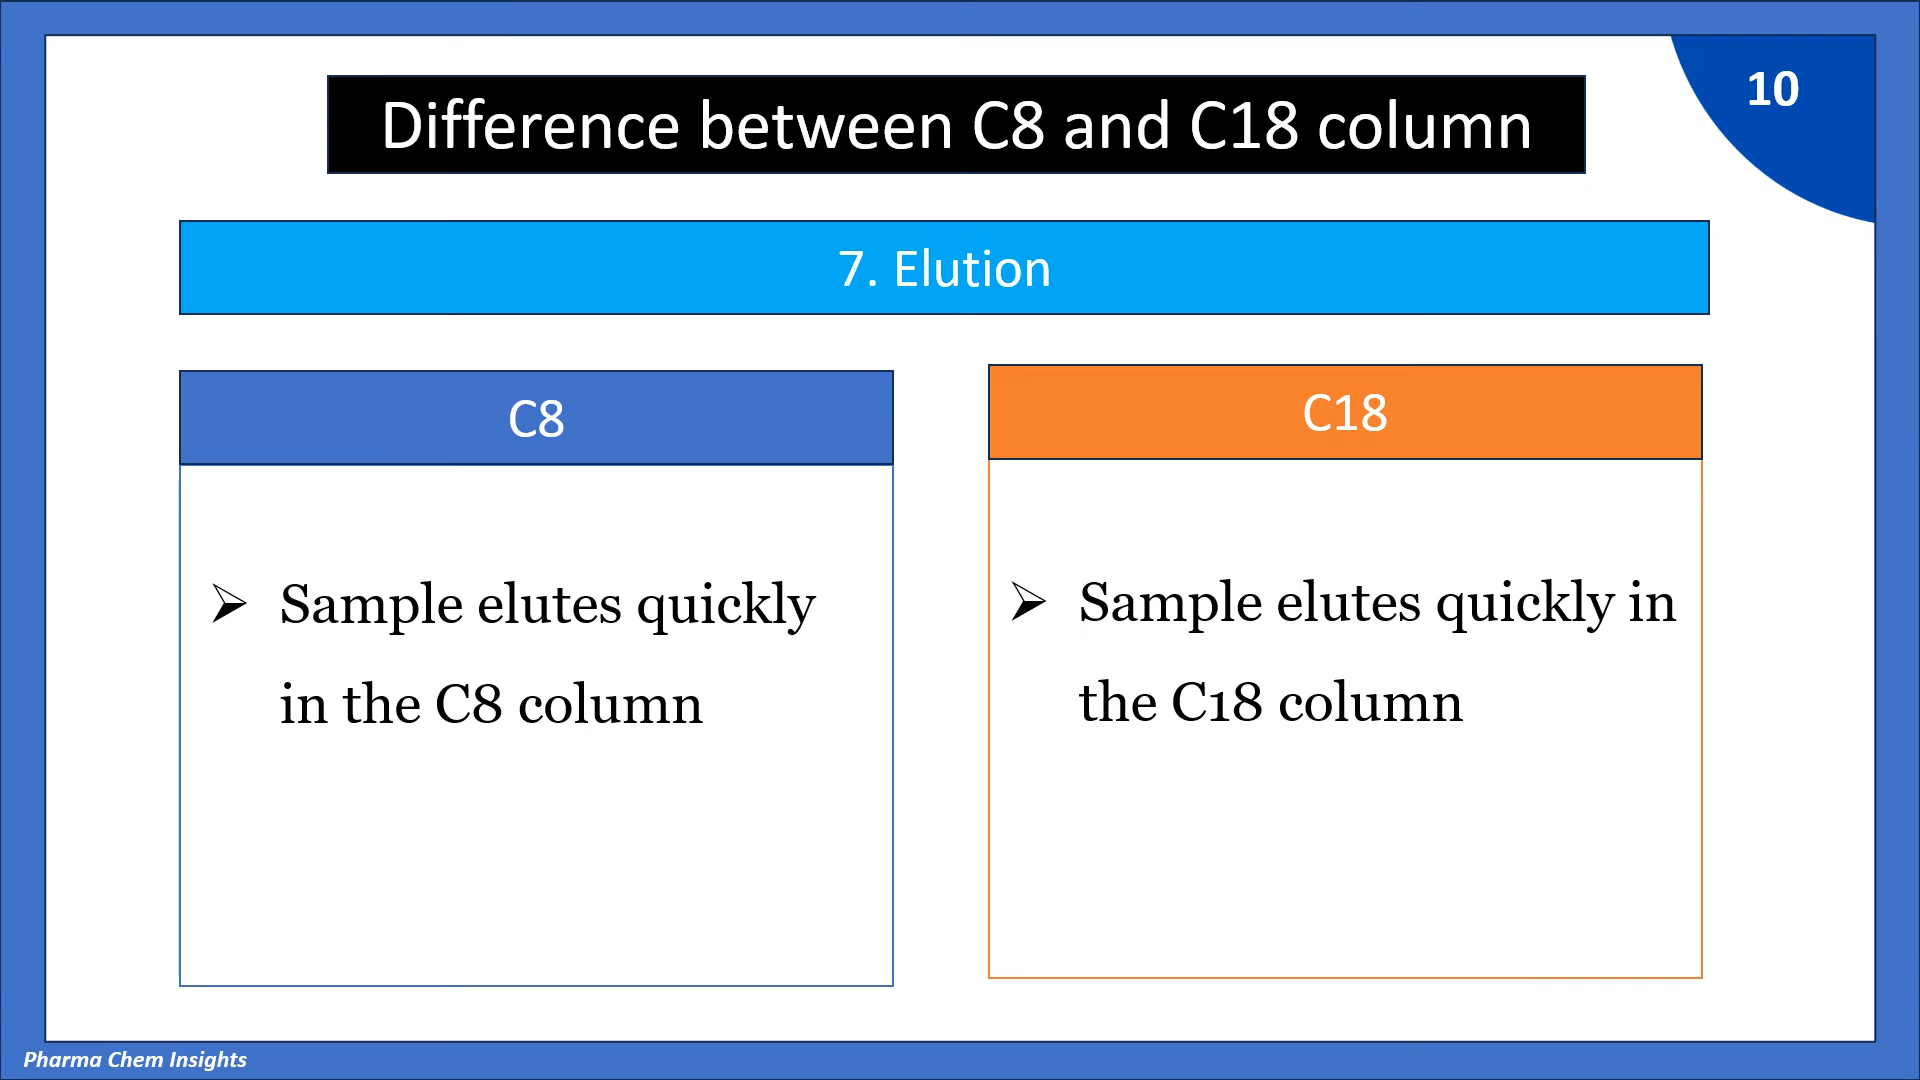 10
Difference between C8 and C18 column
7. Elution
C8
➢ Sample elutes quickly
in the C8 column
C18
➢ Sample elutes quickly in
the C18 column
Pharma Chem Insights